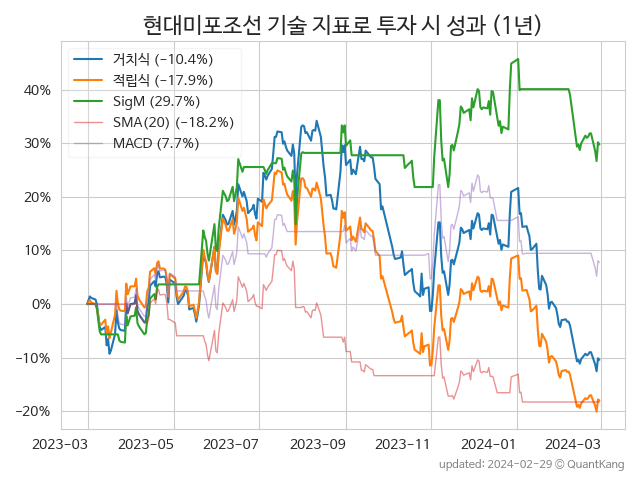 현대미포조선 기술 지표로 투자 시 성과 (1년)
거치식 (−10.4%)
적립식 (−17.9%)
SigM (29.7%)
SMA(20) (−18.2%)
MACD (7.7%)
40%
30%
20%
10%
0%
−10%
−20%
2023-03 2023-05 2023-07 2023-09 2023-11 2024-01 2024-03
updated: 2024-02-29 ⓒ QuantKang